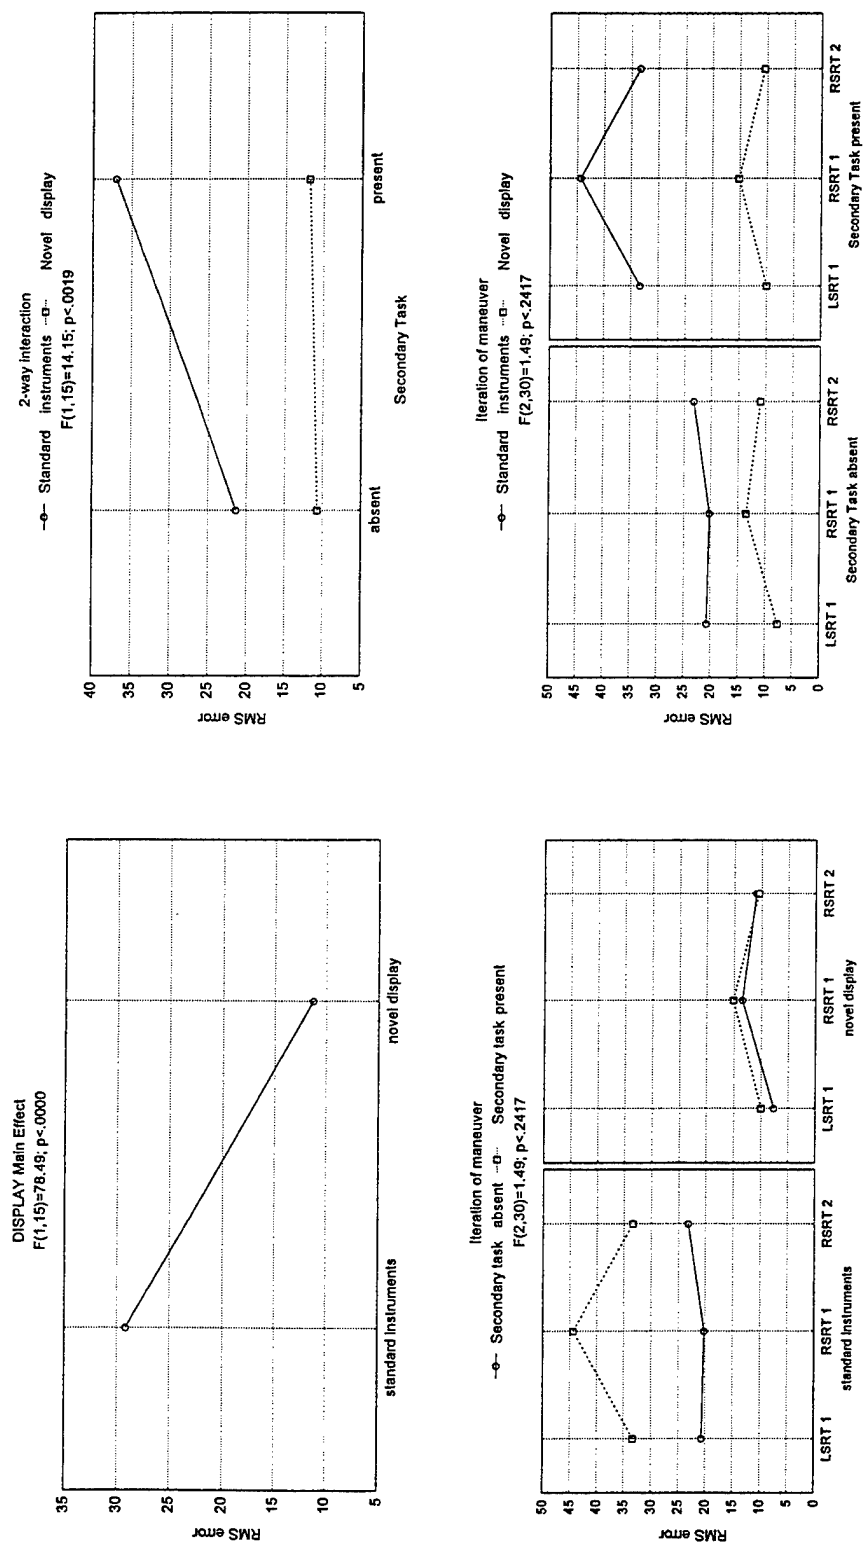 DISPLAY Main Effect
F(1,15)=78.49; p<.0000
RMS error
35
30
25
20
15
10
5
standard instruments
novel display
2-way interaction
F(1,15)=14.15; p<.0019
Standard instruments
Novel display
RMS error
40
35
30
25
20
15
10
5
absent
present
Secondary Task
Iteration of maneuver
Secondary task absent
Secondary task present
F(2,30)=1.49; p<.2417
RMS error
50
45
40
35
30
25
20
15
10
5
0
LSRT 1
RSRT 1
RSRT 2
LSRT 1
RSRT 1
RSRT 2
standard instruments
novel display
Iteration of maneuver
Standard instruments
Novel display
F(2,30)=1.49; p<.2417
RMS error
50
45
40
35
30
25
20
15
10
5
0
LSRT 1
RSRT 1
RSRT 2
LSRT 1
RSRT 1
RSRT 2
Secondary Task absent
Secondary Task present